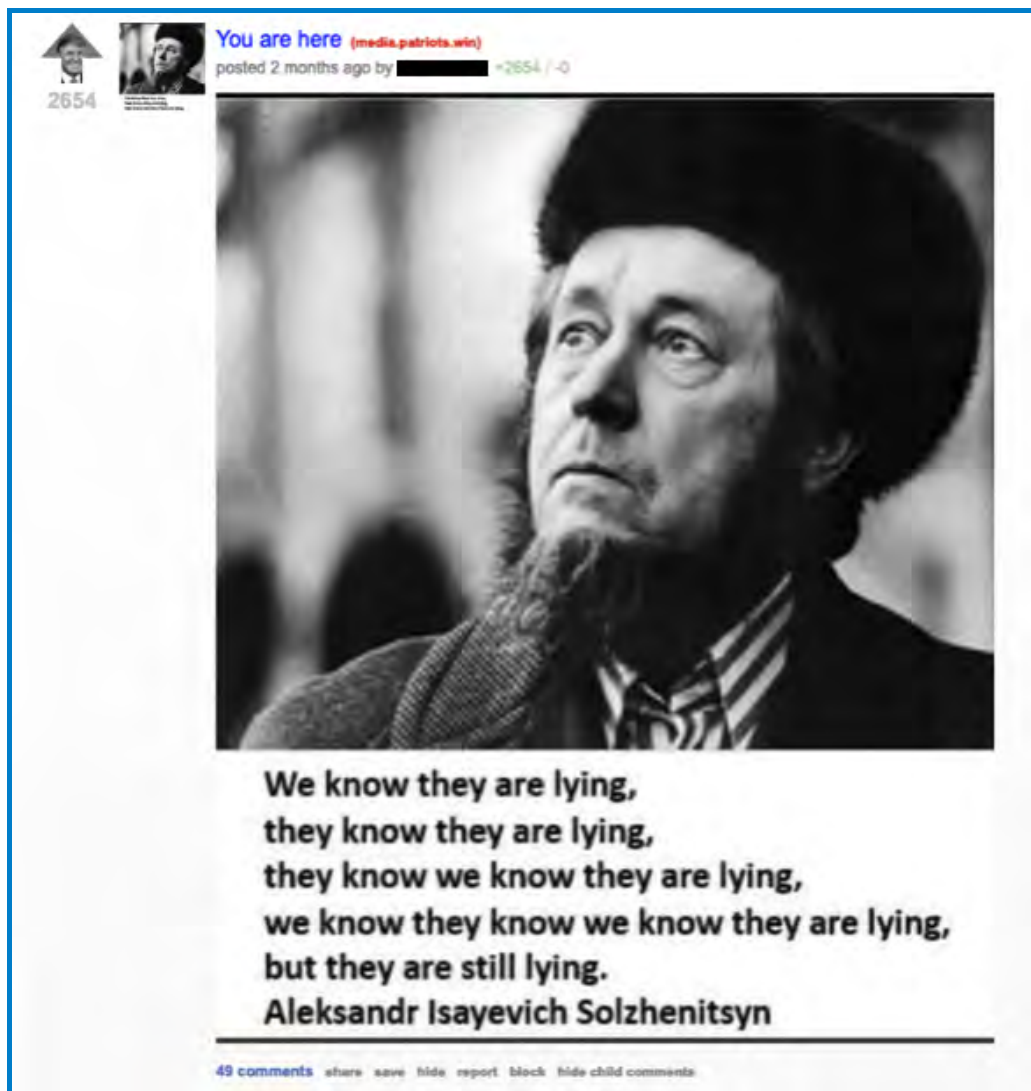 You are here (media.patriots.win)
posted 2 months ago by +2654 / -0
2654
We know they are lying,
they know they are lying,
they know we know they are lying,
we know they know we know they are lying,
but they are still lying.
Aleksandr Isayevich Solzhenitsyn
49 comments share save hide report block hide child comments